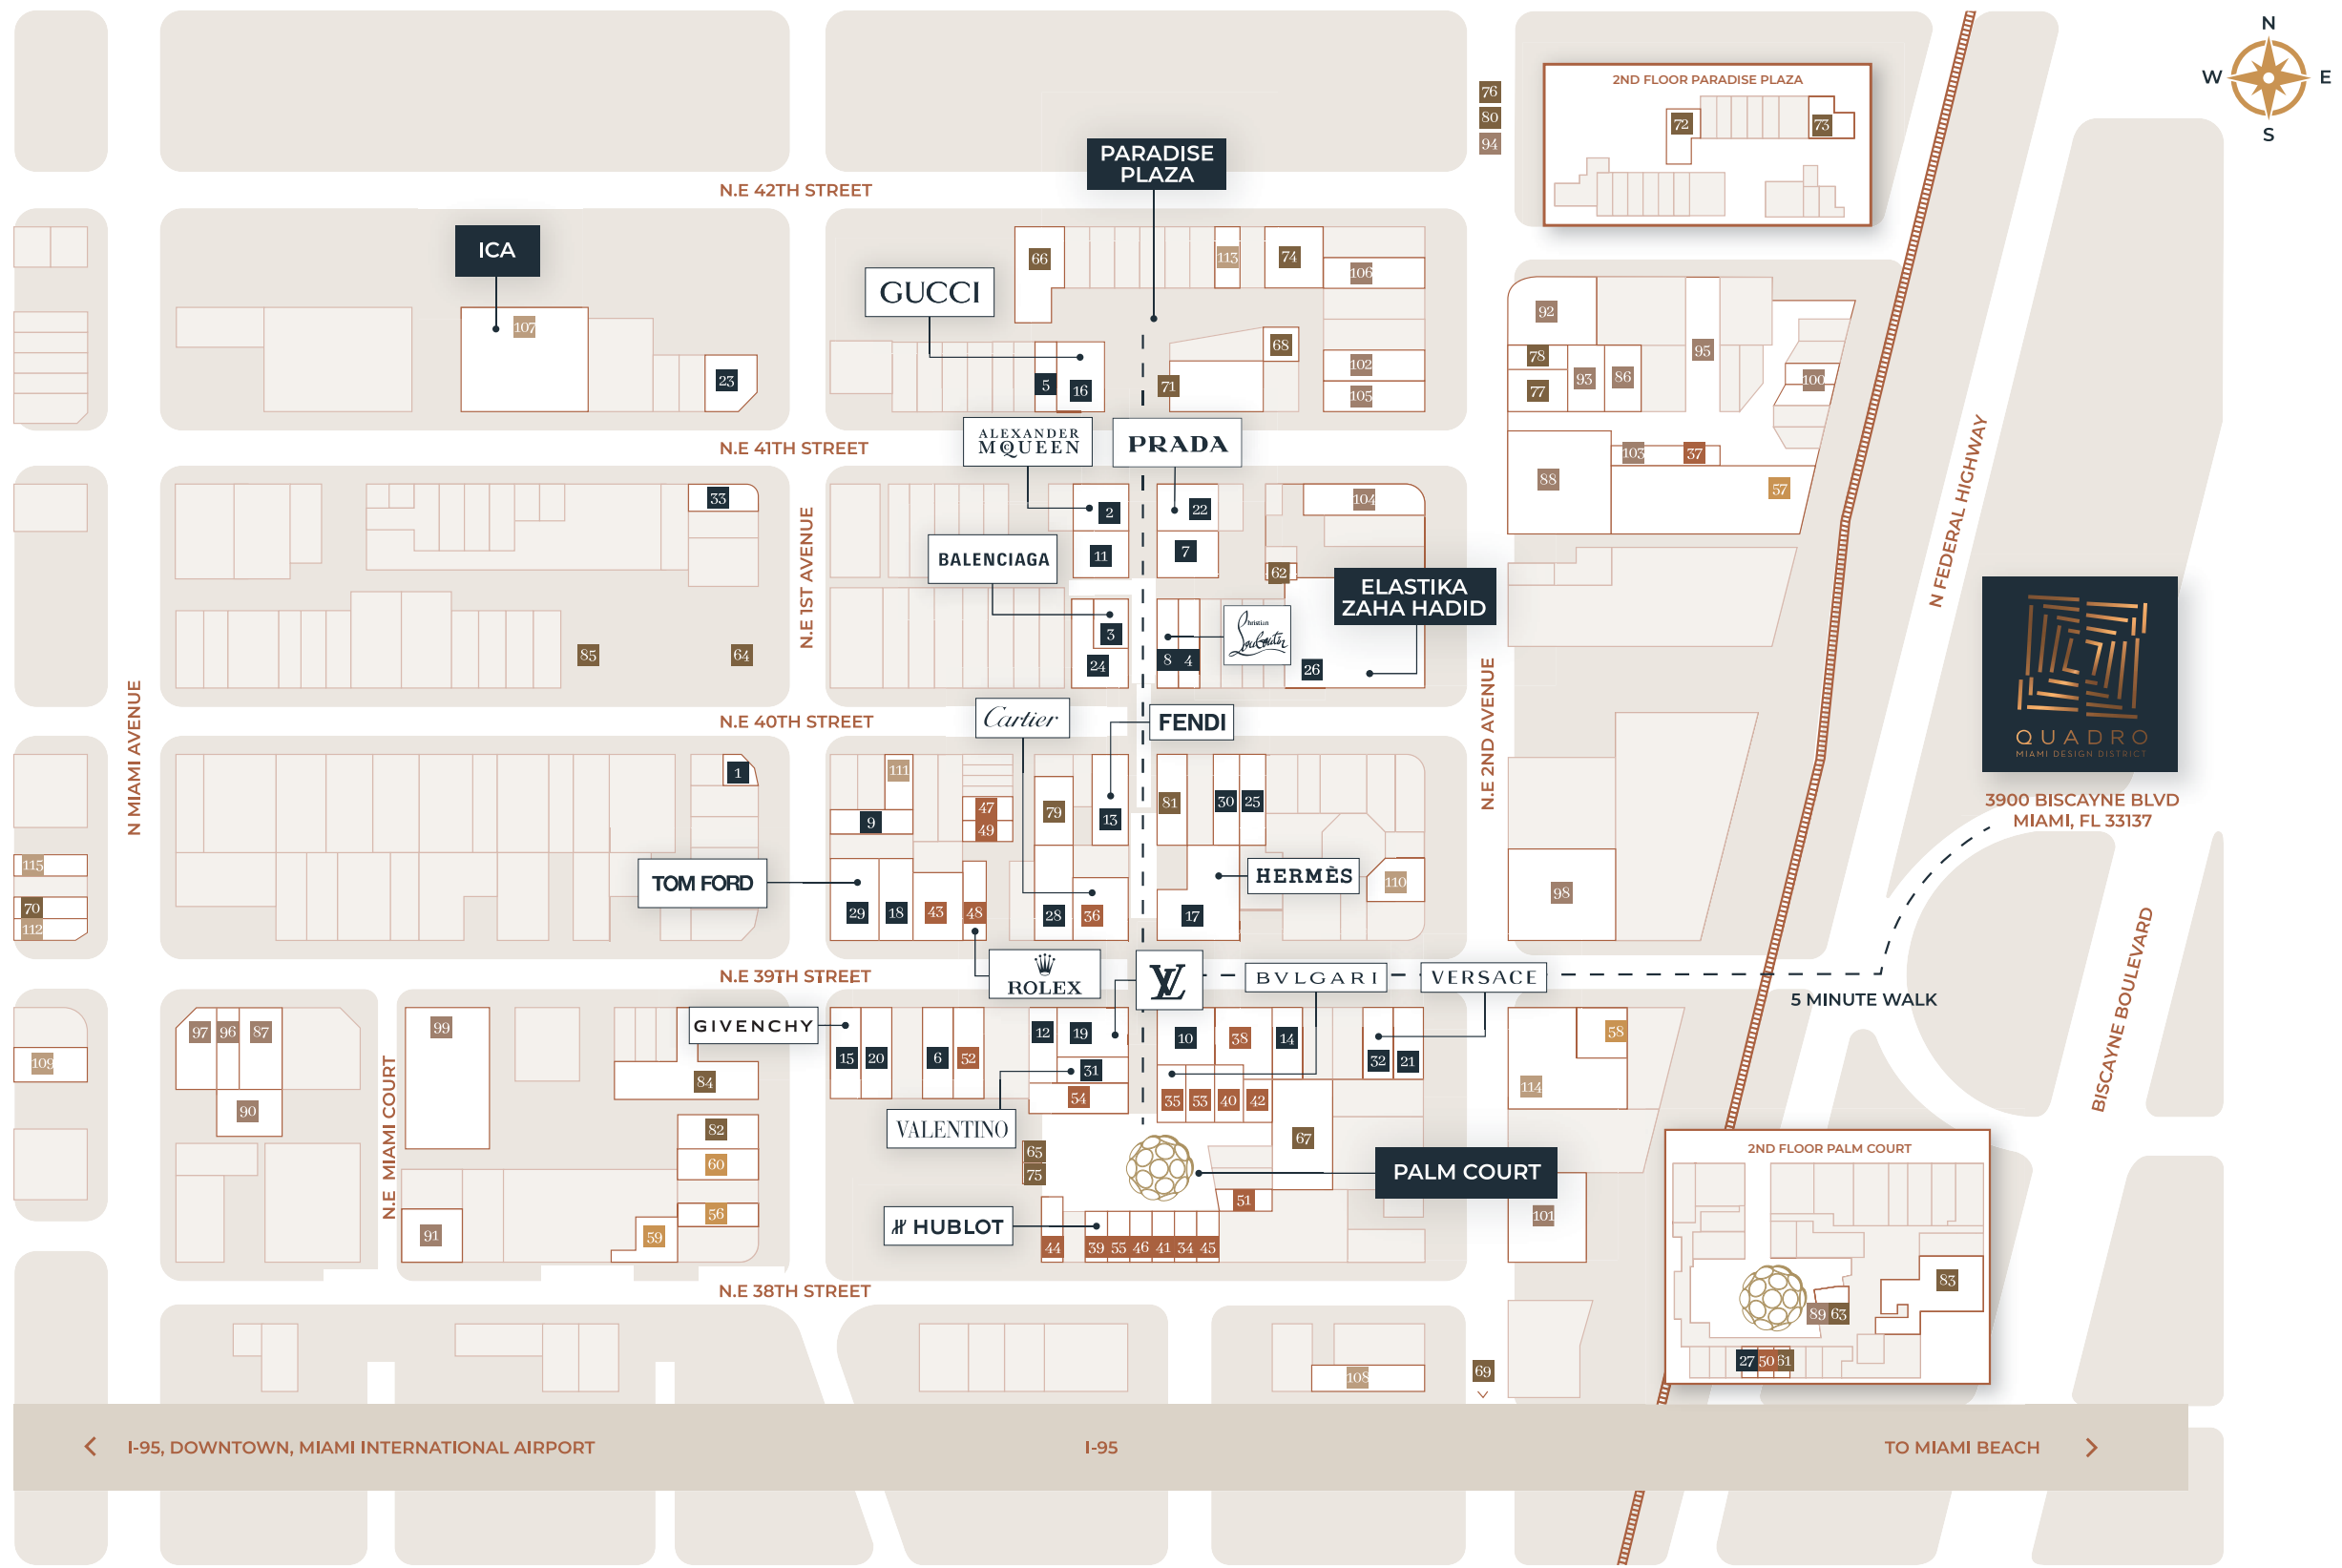 N
W
E
S
2ND FLOOR PARADISE PLAZA
72
73
76
80
94
PARADISE
PLAZA
N.E 42TH STREET
ICA
107
23
GUCCI
66
113
74
106
68
102
105
5
16
71
92
78
77
93
86
95
100
ALEXANDER
McQUEEN
PRADA
N.E 41TH STREET
103
37
88
57
33
2
22
104
11
7
62
BALENCIAGA
3
24
8
4
Christian
Louboutin
ELASTIKA
ZAHA HADID
26
85
64
N.E 1ST AVENUE
N MIAMI AVENUE
N.E 2ND AVENUE
N FEDERAL HIGHWAY
QUADRO
MIAMI DESIGN DISTRICT
3900 BISCAYNE BLVD
MIAMI, FL 33137
Cartier
FENDI
N.E 40TH STREET
1
111
9
47
49
79
13
81
30
25
115
70
112
TOM FORD
HERMÈS
110
98
29
18
43
48
28
36
17
N.E 39TH STREET
ROLEX
LV
BVLGARI
VERSACE
5 MINUTE WALK
BISCAYNE BOULEVARD
97
96
87
99
109
90
N.E MIAMI COURT
GIVENCHY
84
15
20
6
52
12
19
31
54
10
38
14
32
21
58
114
35
53
40
42
VALENTINO
82
60
56
59
91
65
75
67
PALM COURT
51
101
HUBLOT
44
39
55
46
41
34
45
N.E 38TH STREET
2ND FLOOR PALM COURT
83
89
63
27
50
61
108
69
I-95, DOWNTOWN, MIAMI INTERNATIONAL AIRPORT
I-95
TO MIAMI BEACH